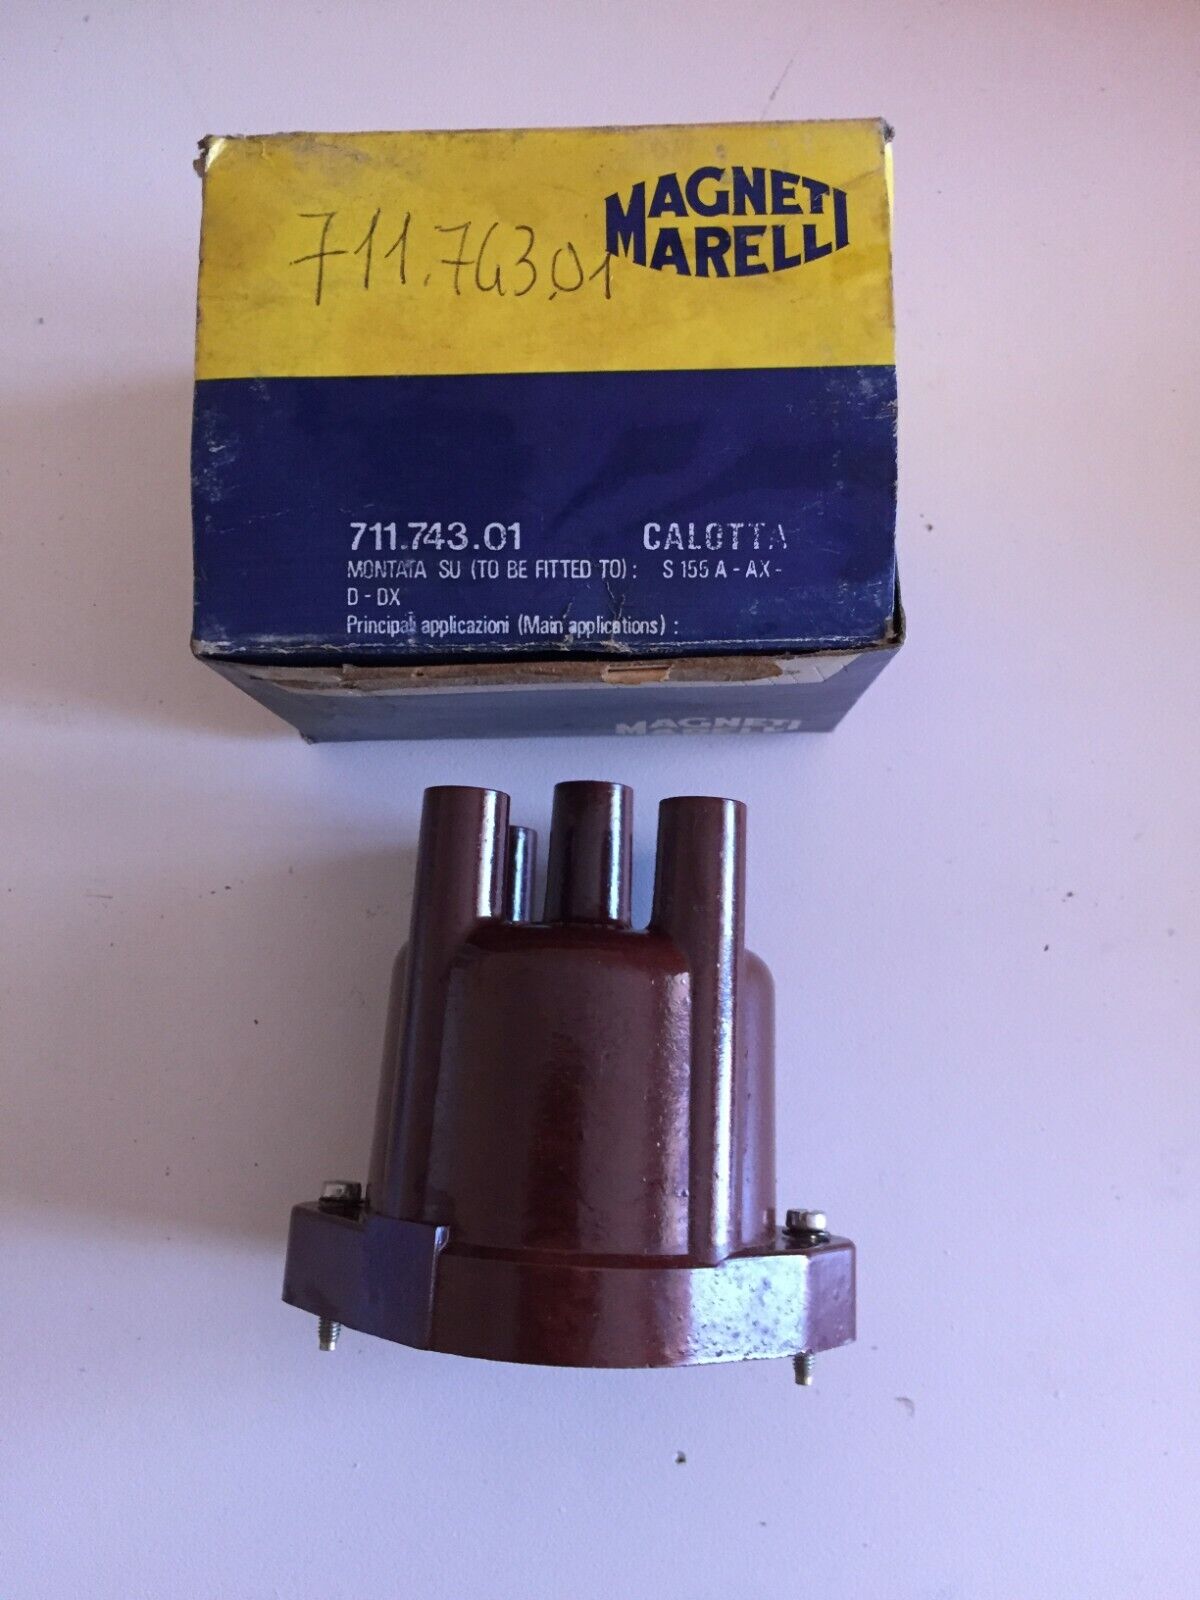 MAGNETI
MARELLI
711.743.01
711.743.01 CALOTTA
MONTATA SU (TO BE FITTED TO): S 155 A - AX -
D - DX
Principali applicazioni (Main applications) :
MAGNETI
MARELLI